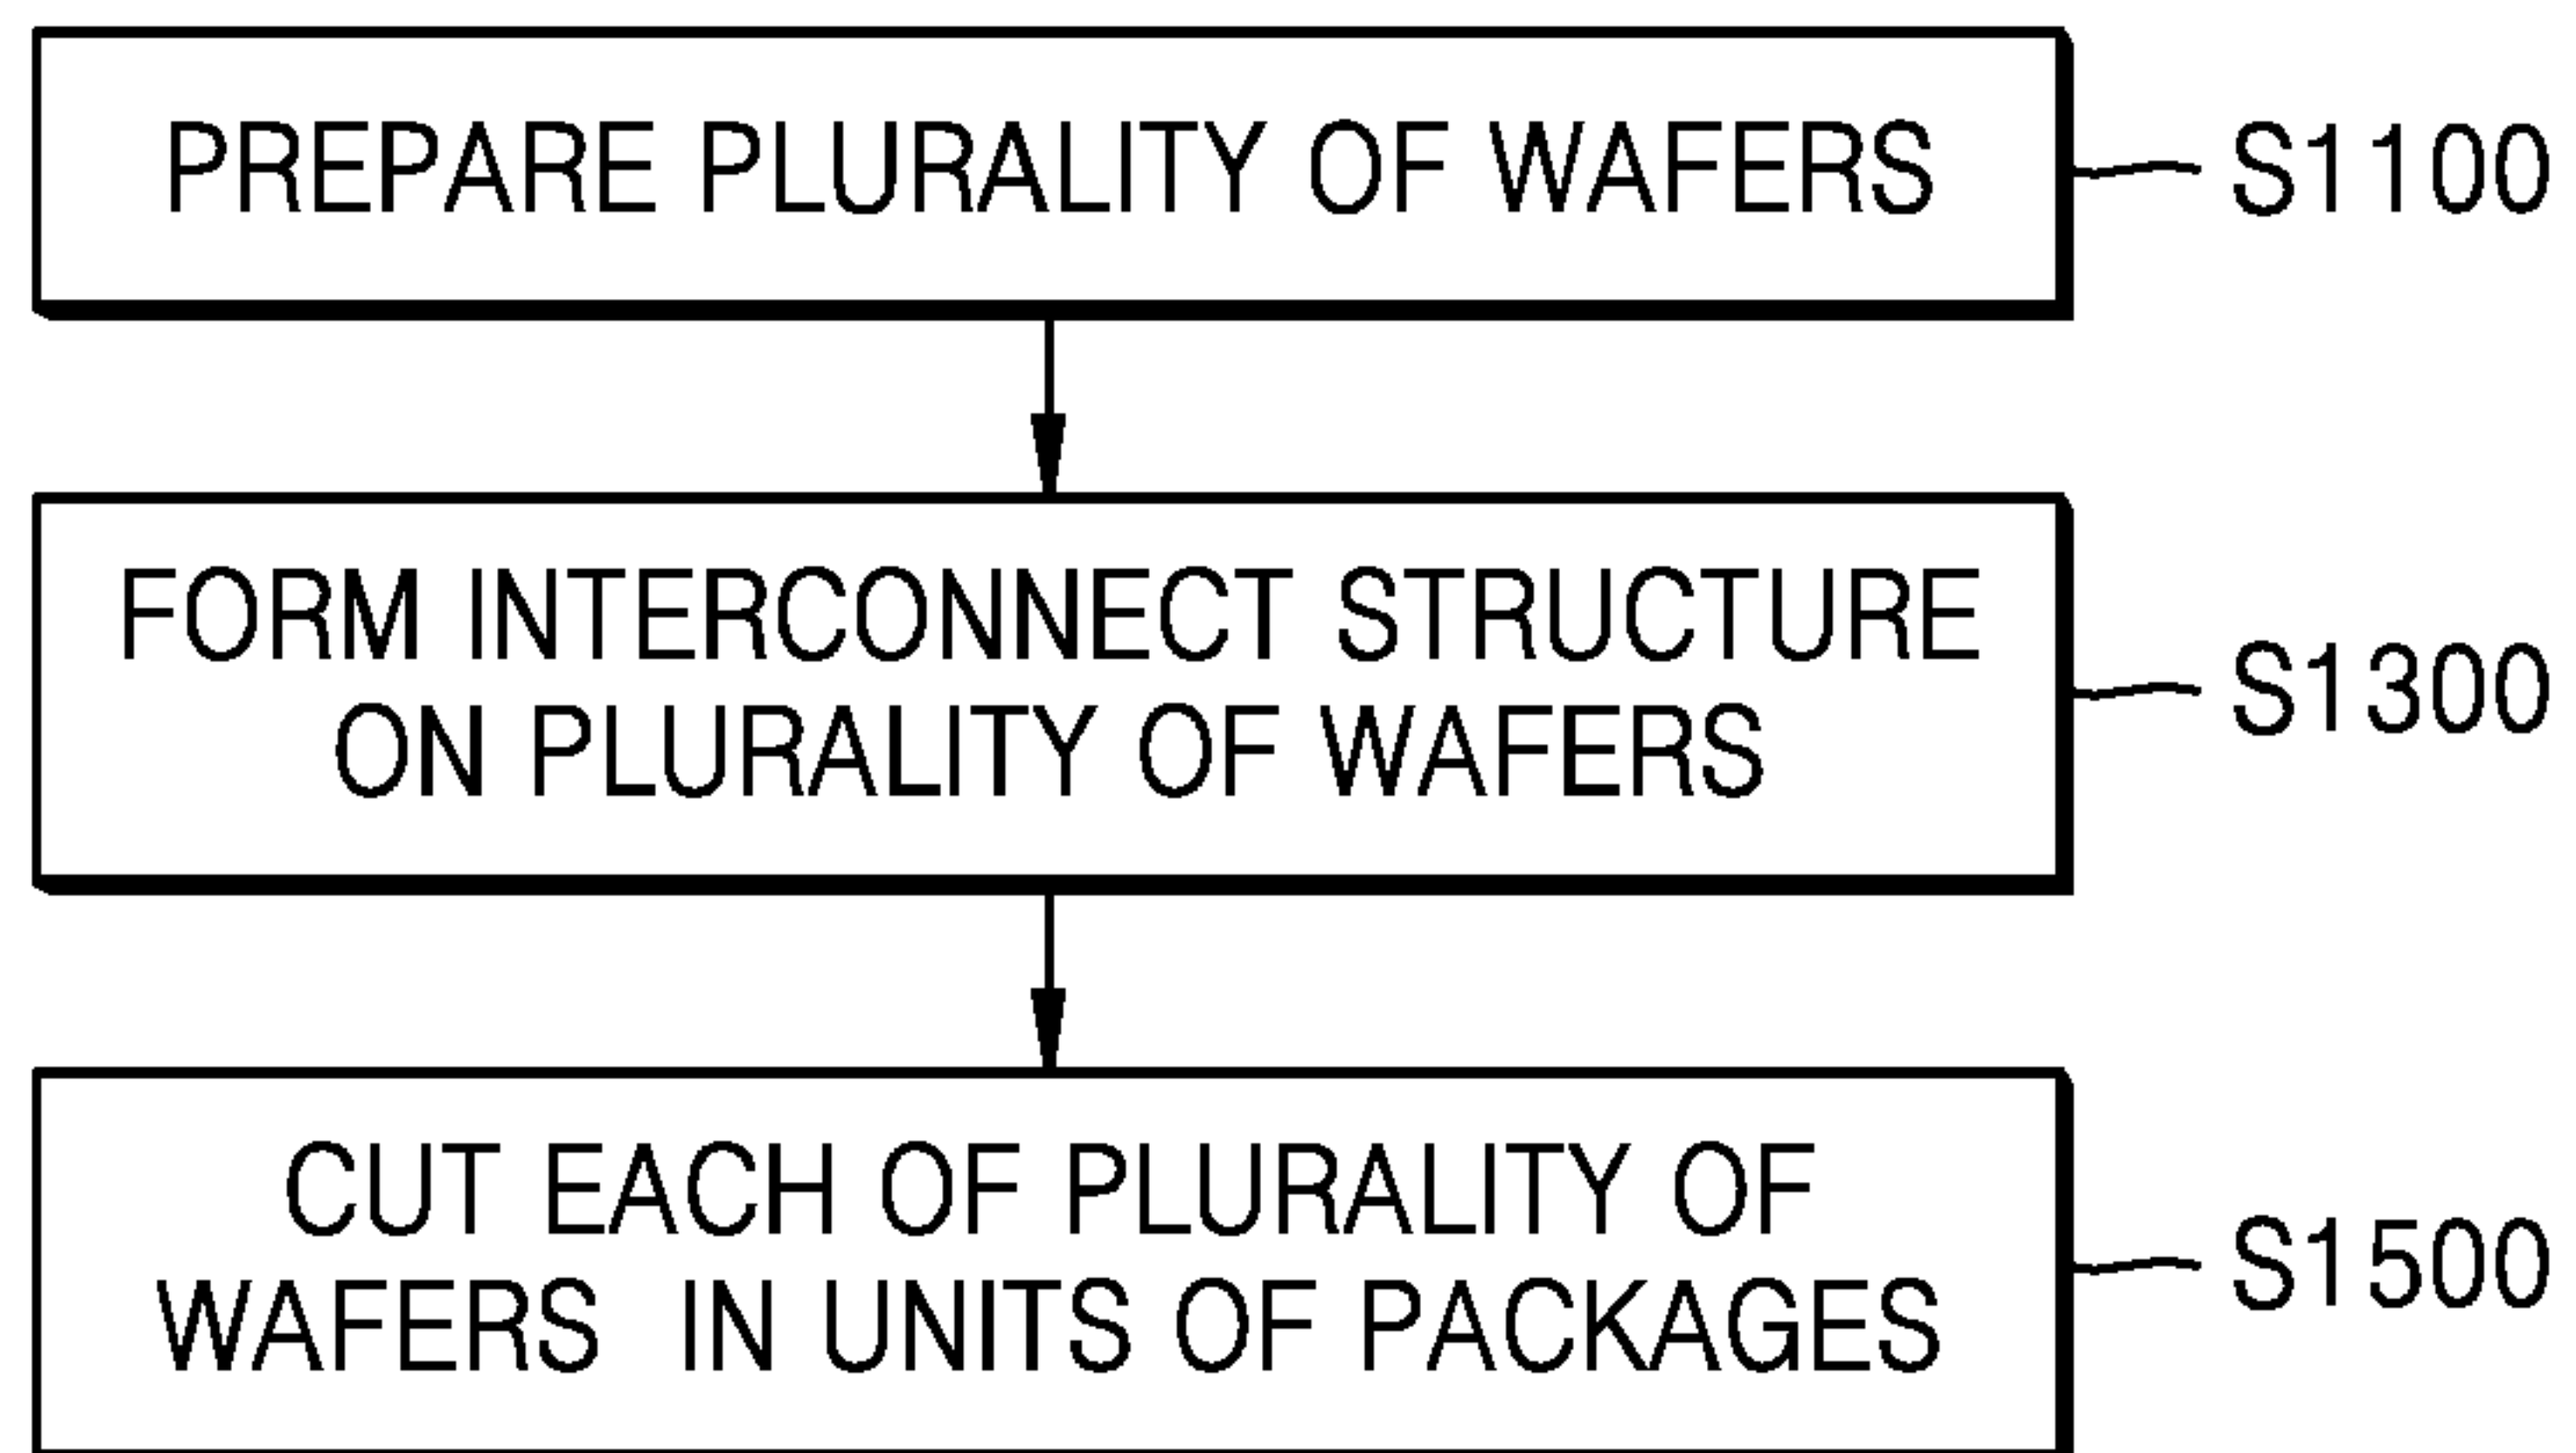 PREPARE PLURALITY OF WAFERS
S1100
FORM INTERCONNECT STRUCTURE
ON PLURALITY OF WAFERS
S1300
CUT EACH OF PLURALITY OF
WAFERS IN UNITS OF PACKAGES
S1500